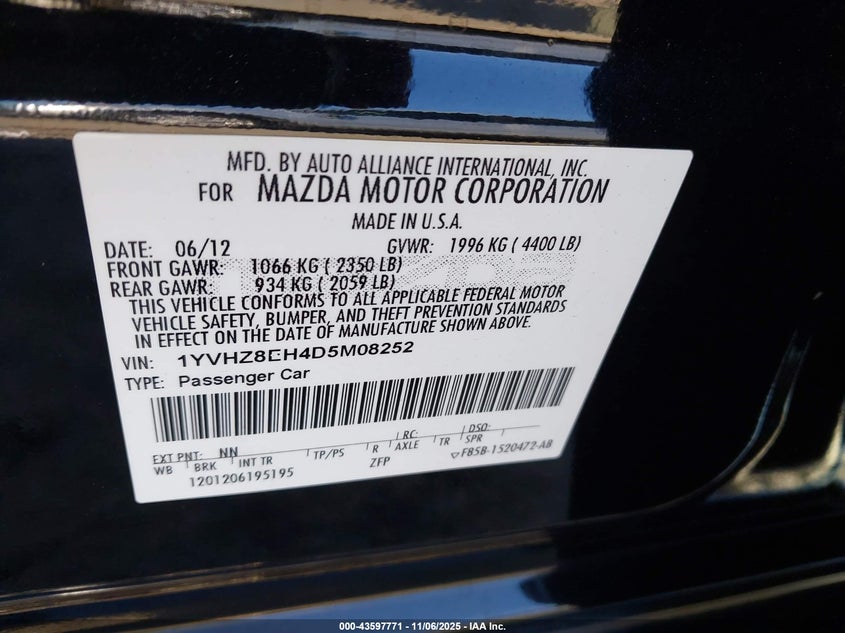 MFD. BY AUTO ALLIANCE INTERNATIONAL, INC.
FOR MAZDA MOTOR CORPORATION
MADE IN U.S.A.
DATE: 06/12 GVWR: 1996 KG ( 4400 LB)
FRONT GAWR: 1066 KG ( 2350 LB)
REAR GAWR: 934 KG ( 2059 LB)
THIS VEHICLE CONFORMS TO ALL APPLICABLE FEDERAL MOTOR
VEHICLE SAFETY, BUMPER, AND THEFT PREVENTION STANDARDS
IN EFFECT ON THE DATE OF MANUFACTURE SHOWN ABOVE.
VIN: 1YVHZ8EH4D5M08252
TYPE: Passenger Car
EXT PNT: NN RC: DSO:
WB BRK INT TR TP/PS R AXLE TR SPR
1201206195195 ZFP F85B-1520472-AB
000-43597771 - 11/06/2025 - IAA Inc.